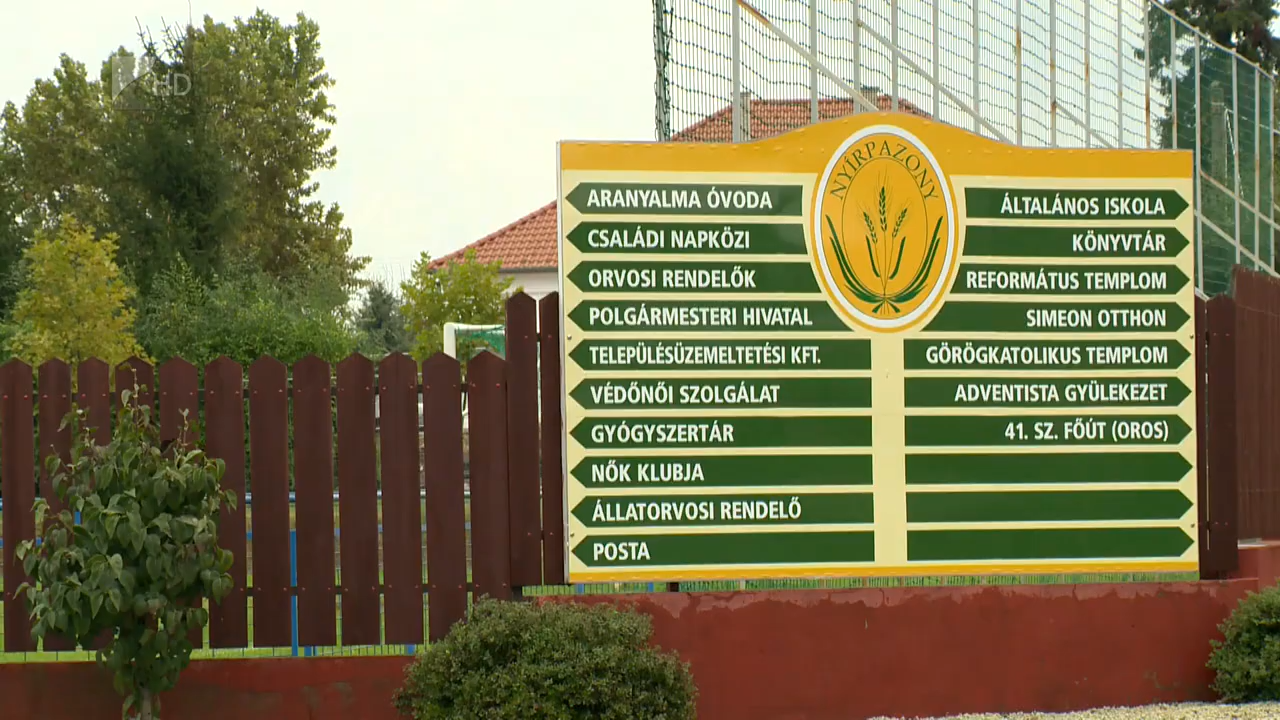 HD
NYÍRPAZONY
ARANYALMA ÓVODA
CSALÁDI NAPKÖZI
ORVOSI RENDELŐK
POLGÁRMESTERI HIVATAL
TELEPÜLÉSÜZEMELTETÉSI KFT.
VÉDŐNŐI SZOLGÁLAT
GYÓGYSZERTÁR
NŐK KLUBJA
ÁLLATORVOSI RENDELŐ
POSTA
ÁLTALÁNOS ISKOLA
KÖNYVTÁR
REFORMÁTUS TEMPLOM
SIMEON OTTHON
GÖRÖGKATOLIKUS TEMPLOM
ADVENTISTA GYÜLEKEZET
41. SZ. FŐÚT (OROS)